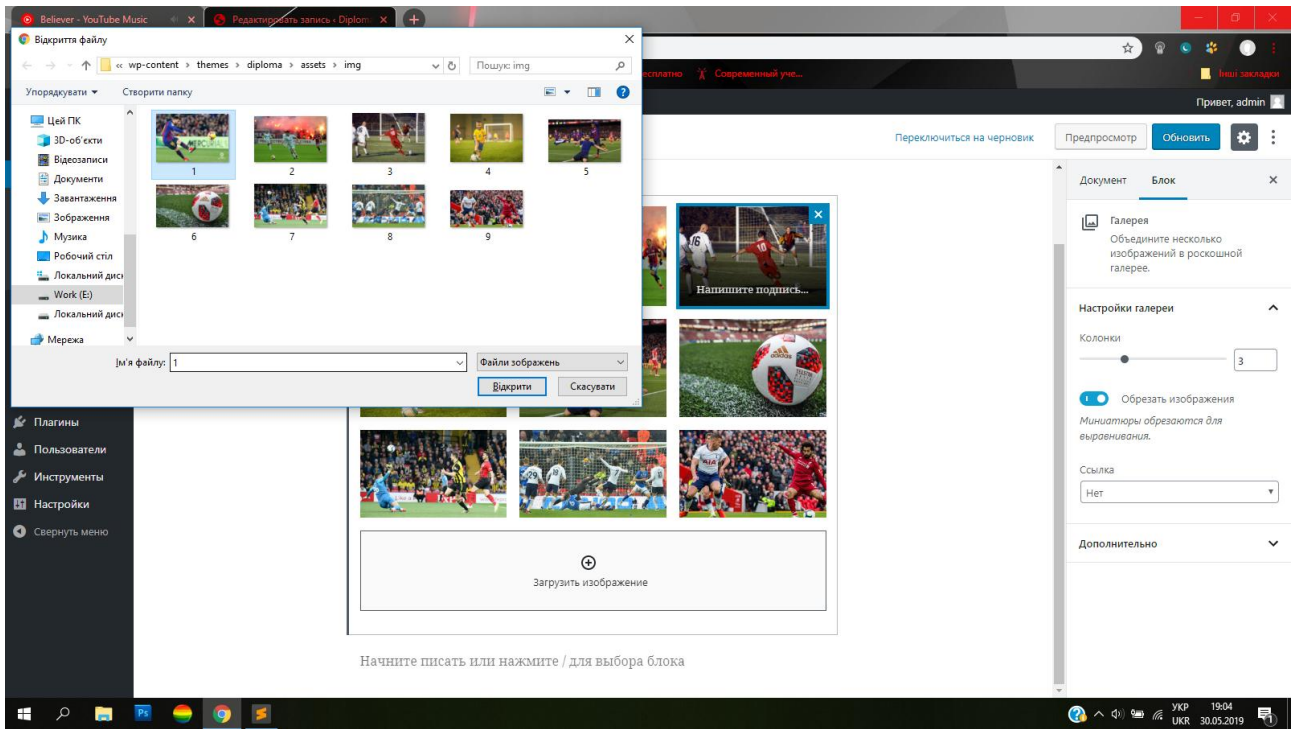 Believer - YouTube Music
Редактировать запись ‹ Diplom
Відкриття файлу
« wp-content › themes › diploma › assets › img
Пошук: img
есплатно
Современный уче...
Інші закладки
Упорядкувати
Створити папку
Привет, admin
Цей ПК
3D-об'єкти
Відеозаписи
Документи
Завантаження
Зображення
Музика
Робочий стіл
Локальний диск
Work (E:)
Локальний диск
Мережа
1
2
3
4
5
6
7
8
9
Ім'я файлу:
1
Файли зображень
Відкрити
Скасувати
Переключиться на черновик
Предпросмотр
Обновить
Документ
Блок
Галерея
Объедините несколько
изображений в роскошной
галерее.
Настройки галереи
Колонки
3
Обрезать изображения
Миниатюры обрезаются для
выравнивания.
Ссылка
Нет
Дополнительно
Напишите подпись...
adidas
Плагины
Пользователи
Инструменты
Настройки
Свернуть меню
Загрузить изображение
Начните писать или нажмите / для выбора блока
Ps
УКР
UKR
19:04
30.05.2019